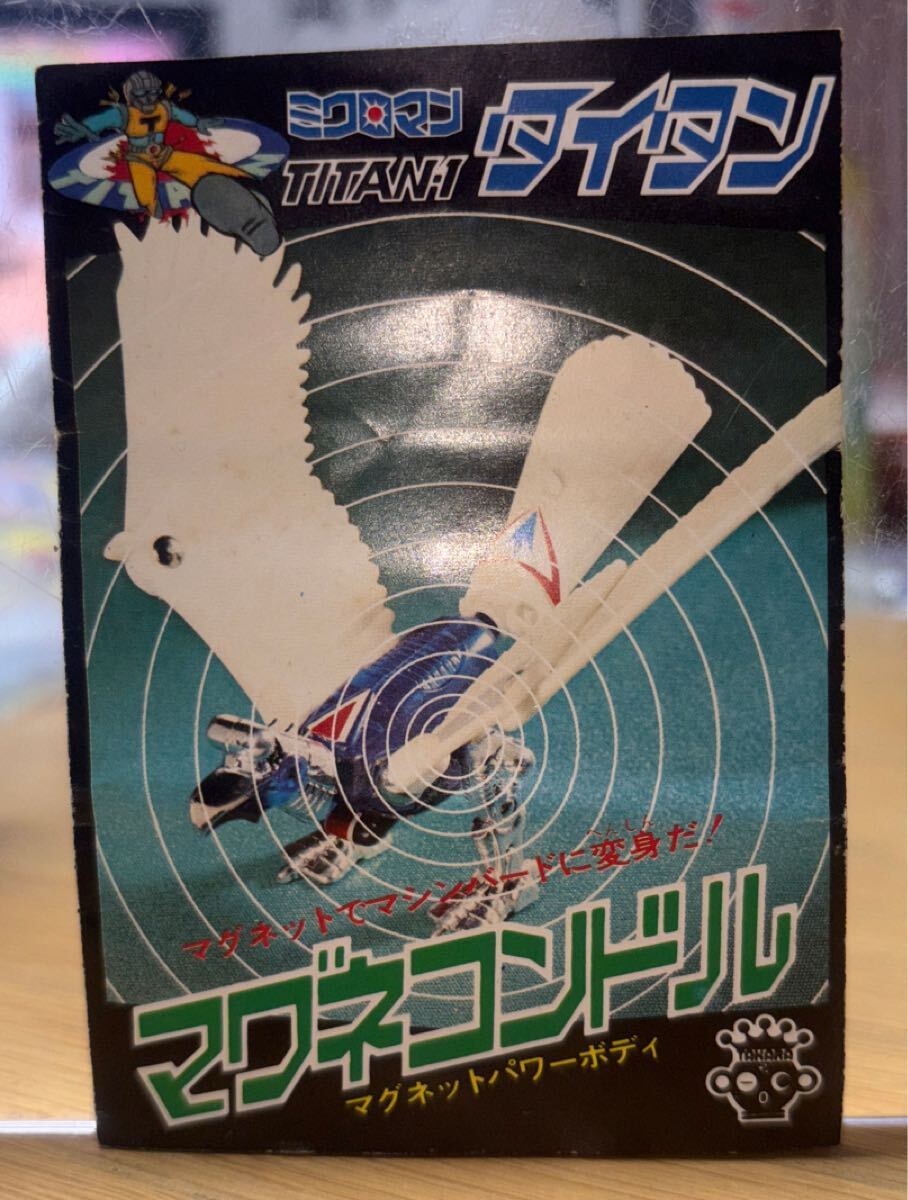 ミクロマン
TITAN-1
タイタン
マグネットでマシンバードに変身だ!
へんしん
マグネコンドル
マグネットパワーボディ
TAKARA